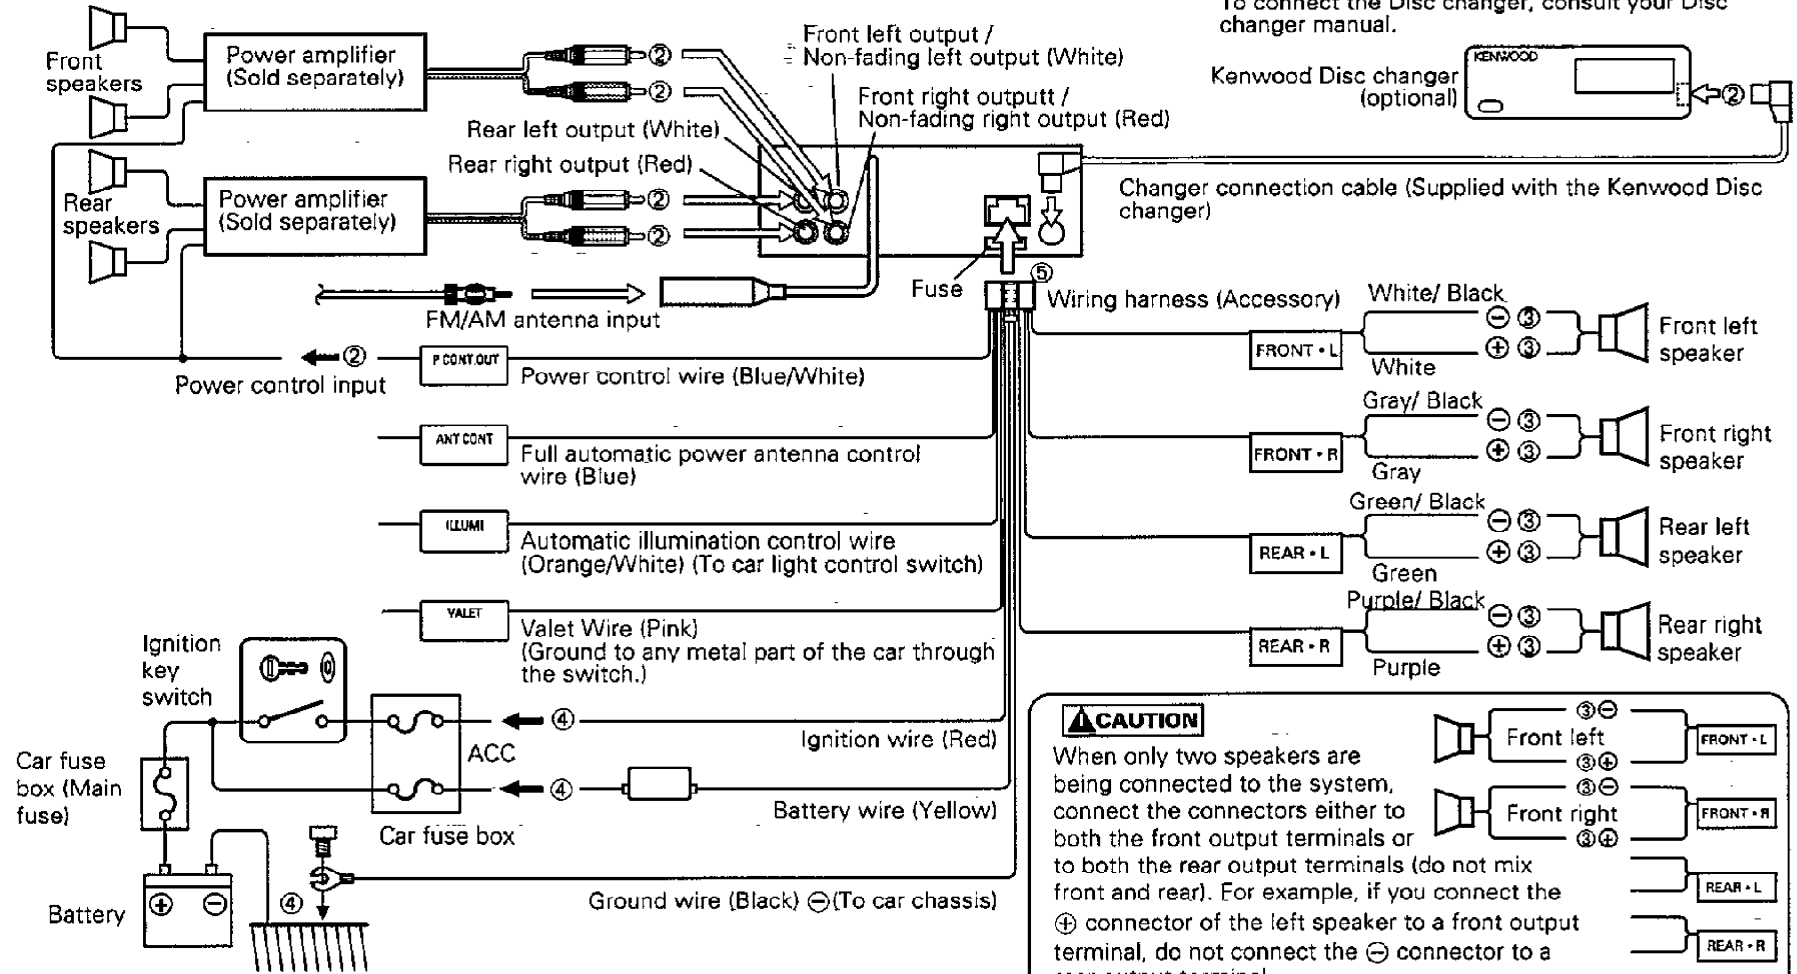 To connect the Disc changer, consult your Disc
changer manual.
Front
speakers
Power amplifier
(Sold separately)
②
②
Front left output /
Non-fading left output (White)
Front right outputt /
Non-fading right output (Red)
Kenwood Disc changer
(optional)
KENWOOD
②
Rear left output (White)
Rear right output (Red)
Rear
speakers
Power amplifier
(Sold separately)
②
②
Changer connection cable (Supplied with the Kenwood Disc
changer)
Fuse
⑤
Wiring harness (Accessory)
FM/AM antenna input
②
Power control input
P CONT.OUT
Power control wire (Blue/White)
ANT CONT
Full automatic power antenna control
wire (Blue)
ILLUMI
Automatic illumination control wire
(Orange/White) (To car light control switch)
VALET
Valet Wire (Pink)
(Ground to any metal part of the car through
the switch.)
FRONT • L
White/ Black
⊖ ③
⊕ ③
White
Front left
speaker
FRONT • R
Gray/ Black
⊖ ③
⊕ ③
Gray
Front right
speaker
REAR • L
Green/ Black
⊖ ③
⊕ ③
Green
Rear left
speaker
REAR • R
Purple/ Black
⊖ ③
⊕ ③
Purple
Rear right
speaker
Ignition
key
switch
ACC
④
Ignition wire (Red)
Car fuse
box (Main
fuse)
④
Battery wire (Yellow)
Car fuse box
Battery
⊕ ⊖
④
Ground wire (Black) ⊖ (To car chassis)
CAUTION
When only two speakers are
being connected to the system,
connect the connectors either to
both the front output terminals or
to both the rear output terminals (do not mix
front and rear). For example, if you connect the
⊕ connector of the left speaker to a front output
terminal, do not connect the ⊖ connector to a
rear output terminal.
③⊖
Front left
③⊕
FRONT • L
③⊖
Front right
③⊕
FRONT • R
REAR • L
REAR • R